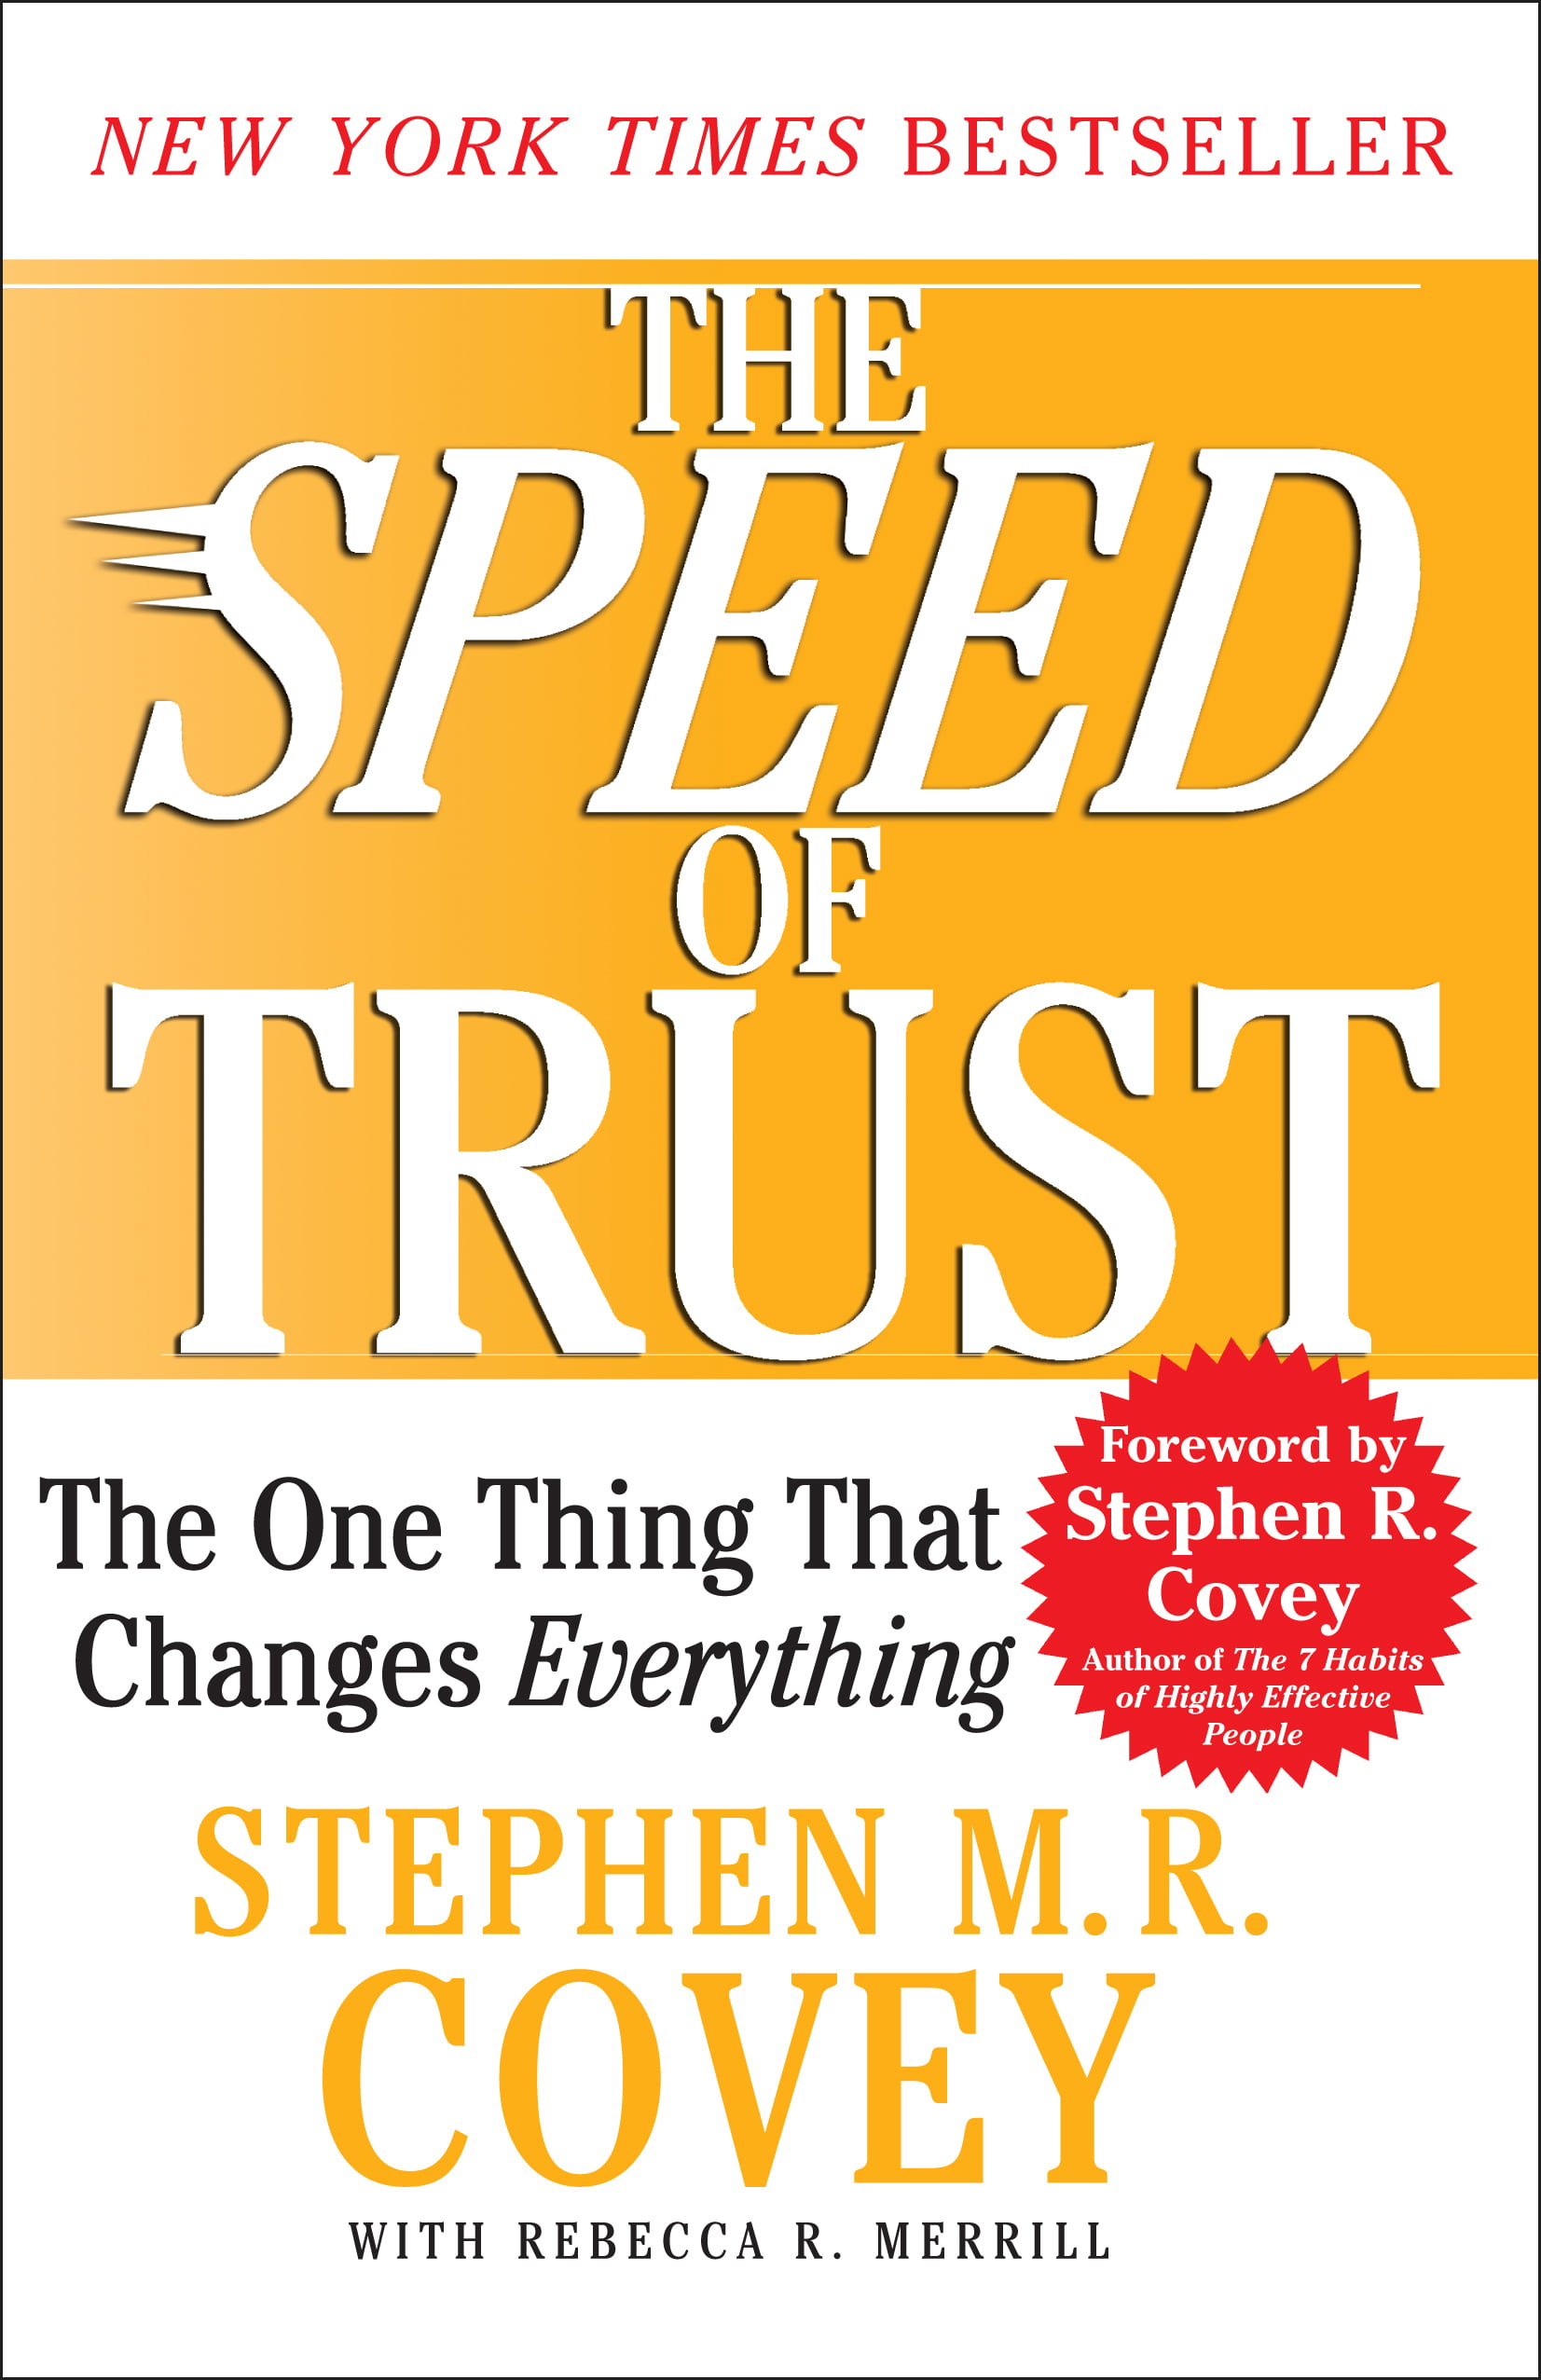 NEW YORK TIMES BESTSELLER
THE
SPEED
OF
TRUST
The One Thing That
Changes Everything
Foreword by
Stephen R.
Covey
Author of The 7 Habits
of Highly Effective
People
STEPHEN M. R.
COVEY
WITH REBECCA R. MERRILL